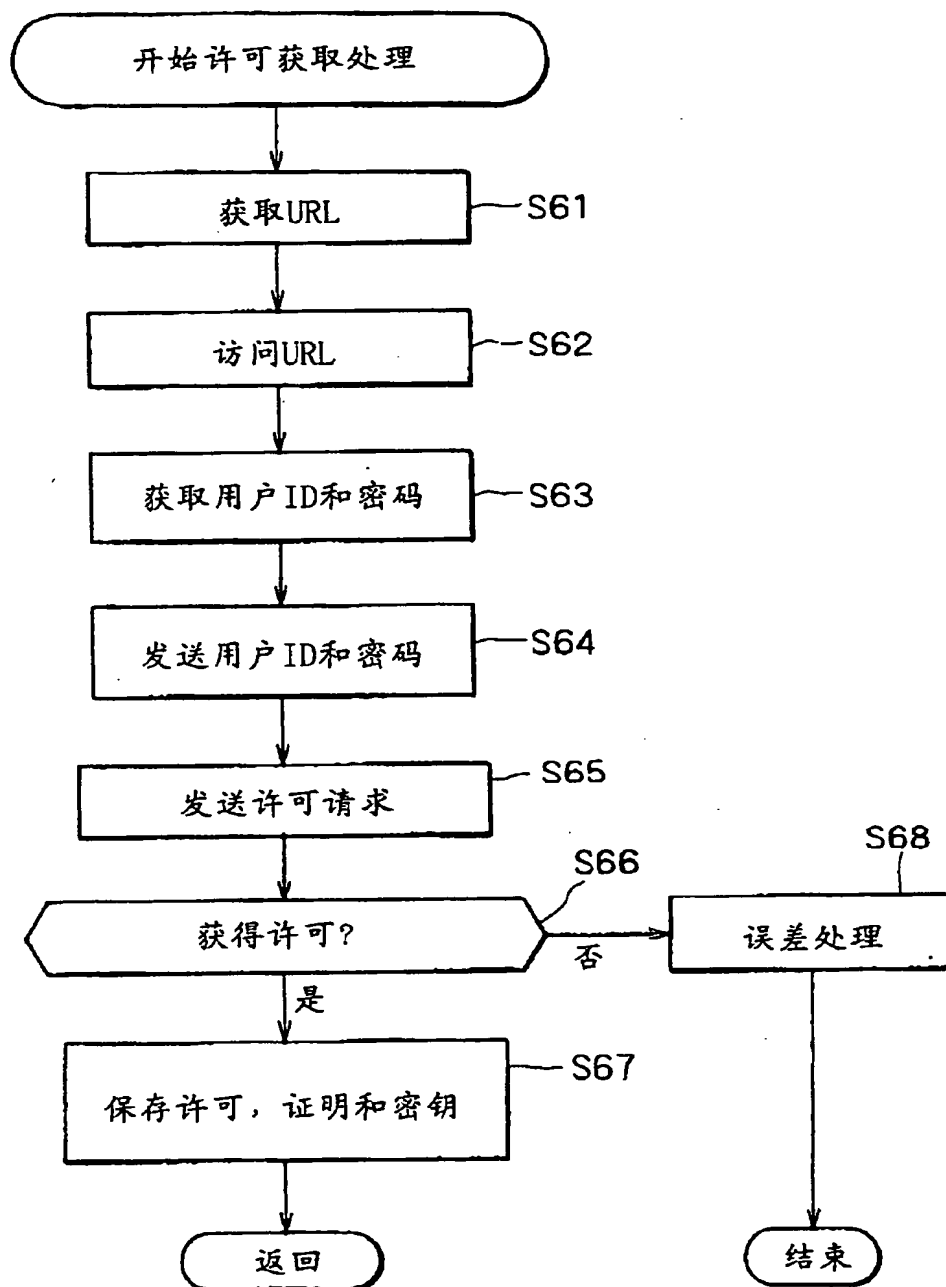 开始许可获取处理
获取URL
S61
访问URL
S62
获取用户ID和密码
S63
发送用户ID和密码
S64
发送许可请求
S65
获得许可?
S66
否
误差处理
S68
是
保存许可,证明和密钥
S67
返回
结束